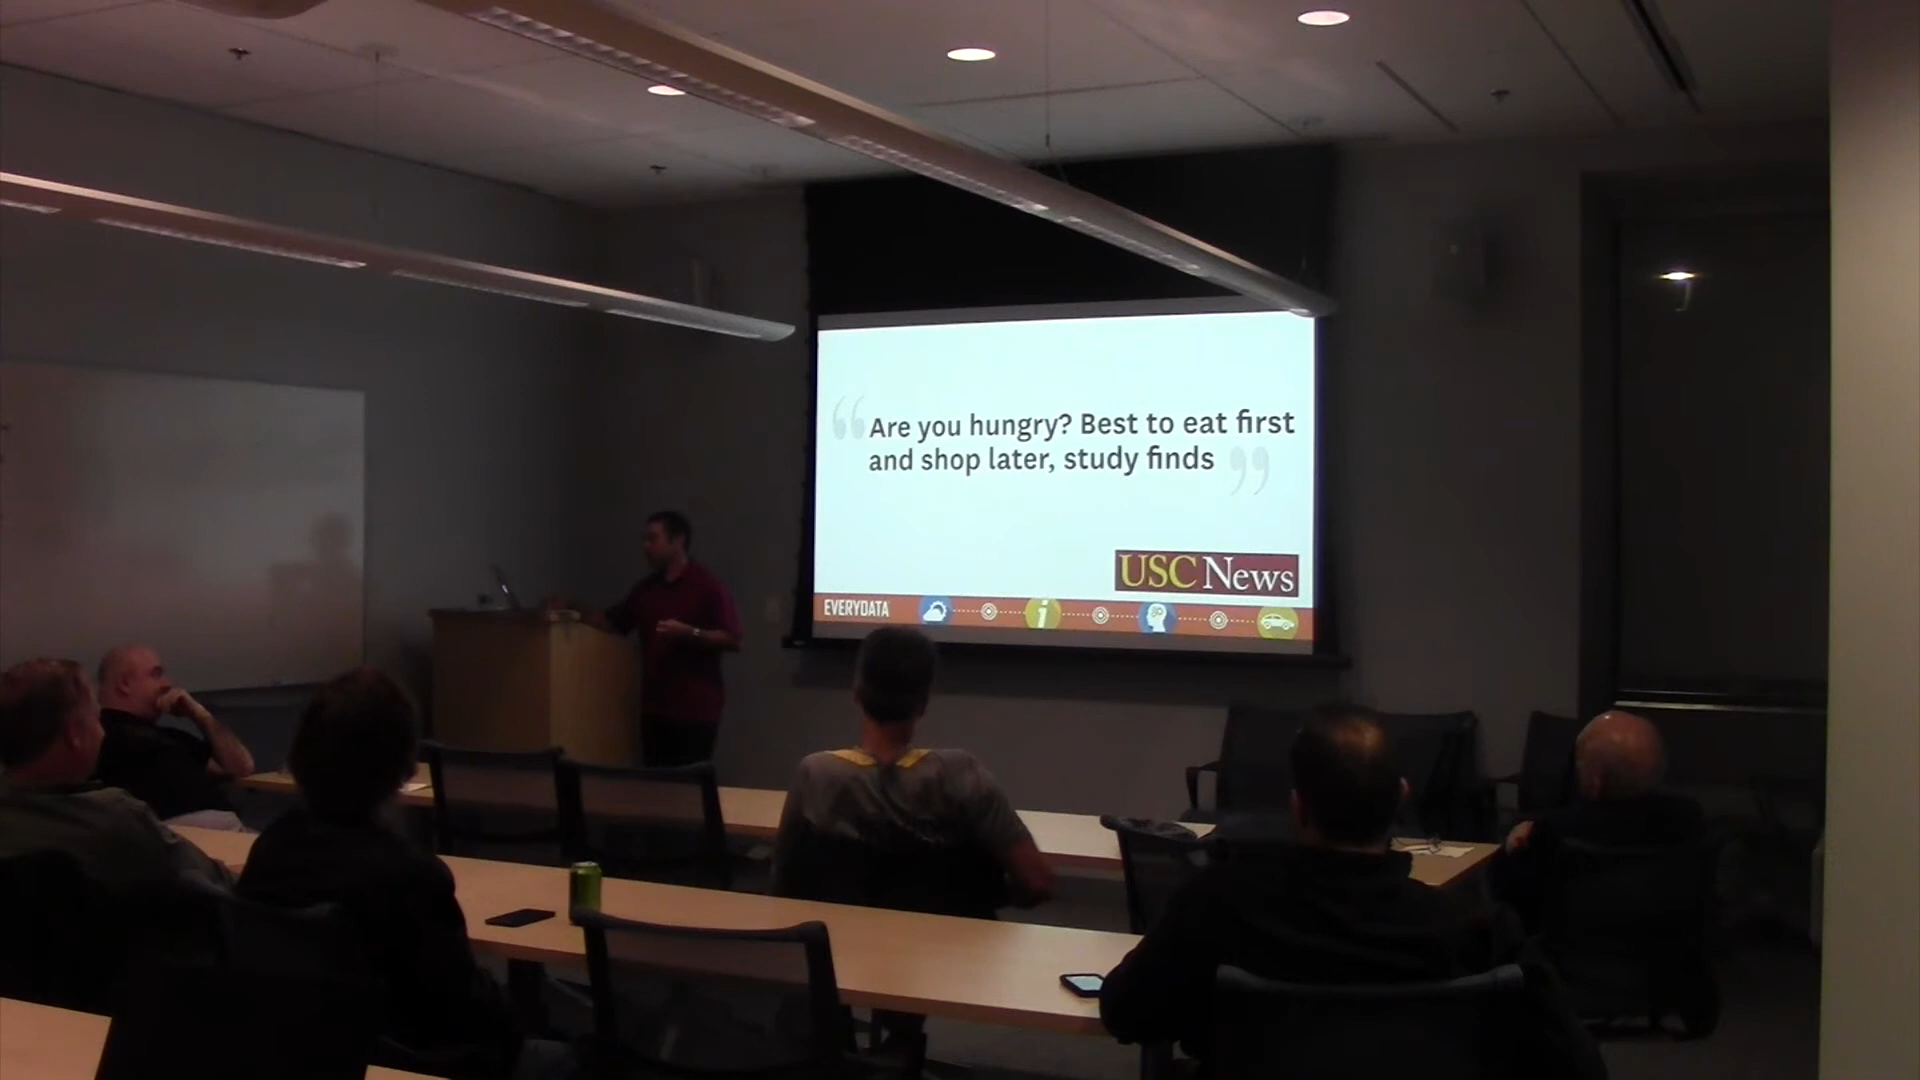 “Are you hungry? Best to eat first
and shop later, study finds”
USC News
EVERYDATA
i